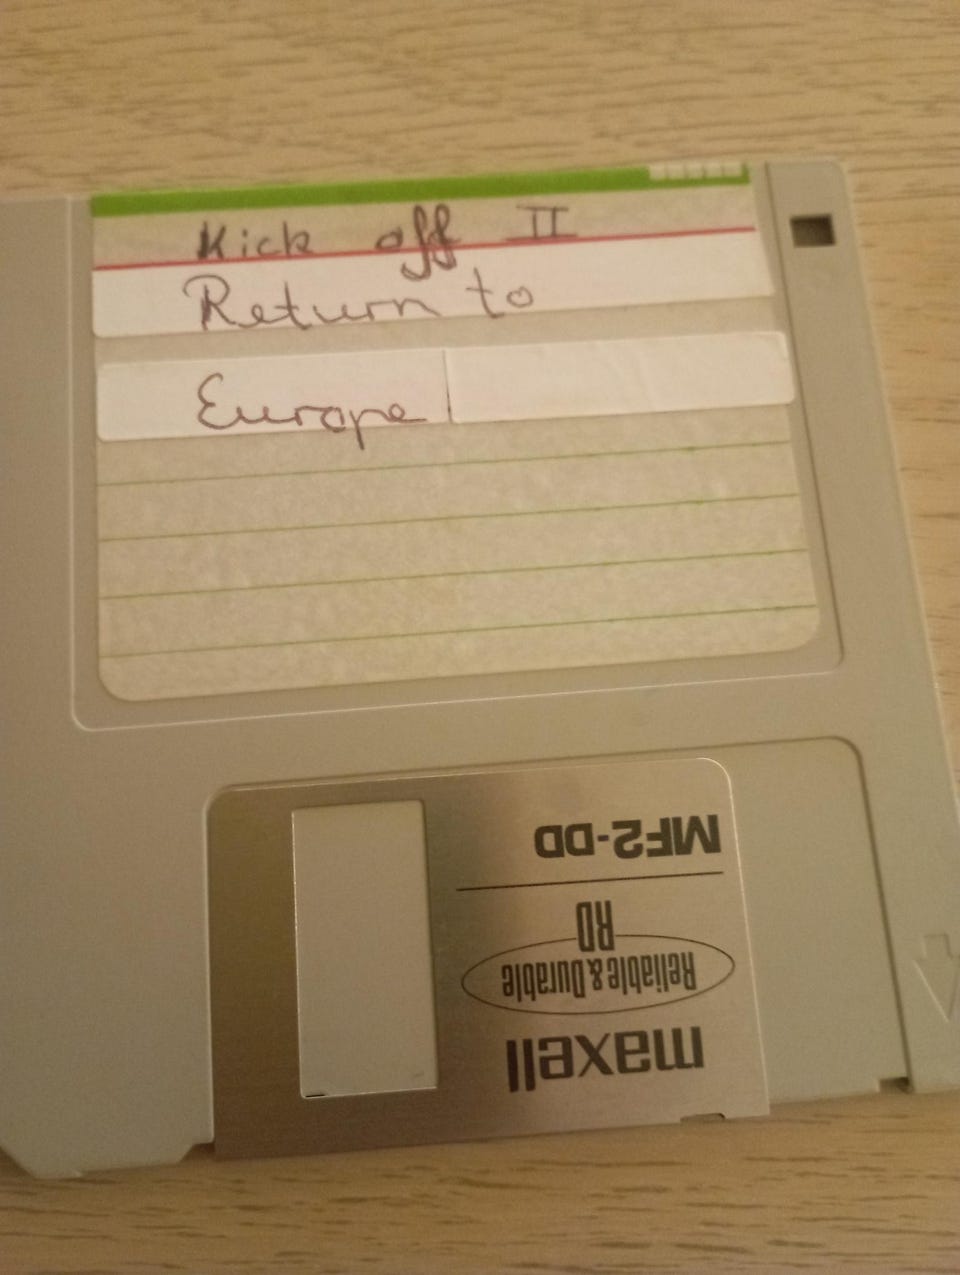 Kick off II
Return to
Europe
MF2-DD
RD
Reliable & Durable
maxell